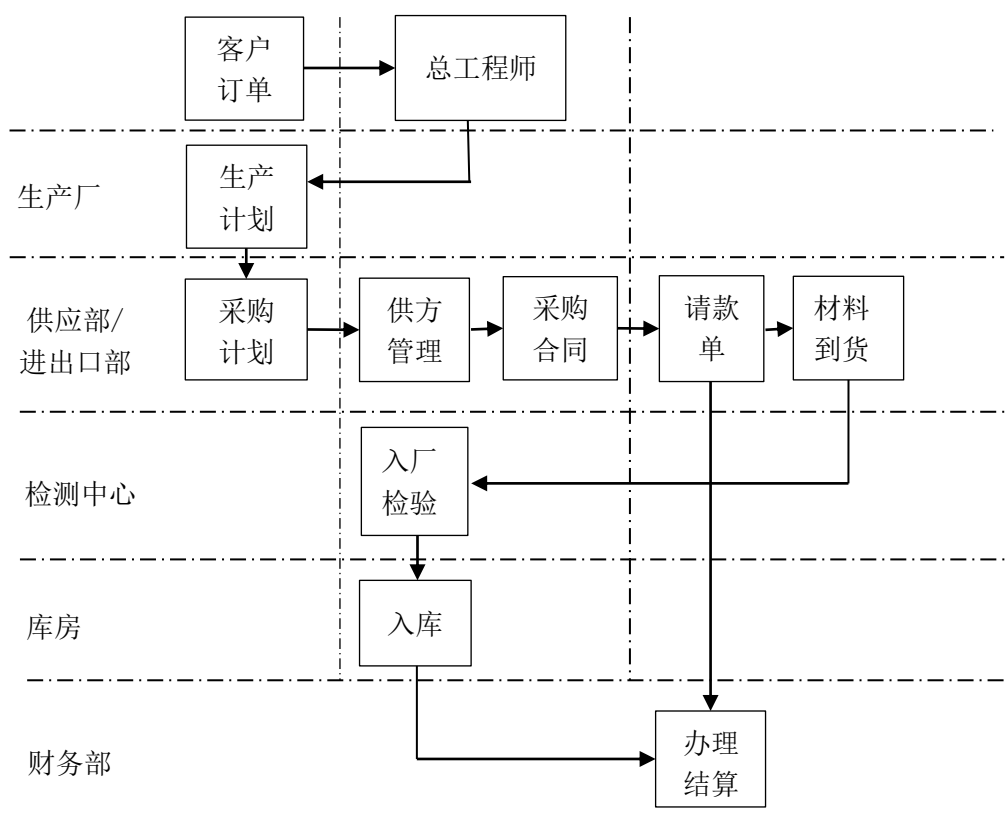 客户
订单
总工程师
生产厂
生产
计划
供应部/
进出口部
采购
计划
供方
管理
采购
合同
请款
单
材料
到货
检测中心
入厂
检验
库房
入库
财务部
办理
结算